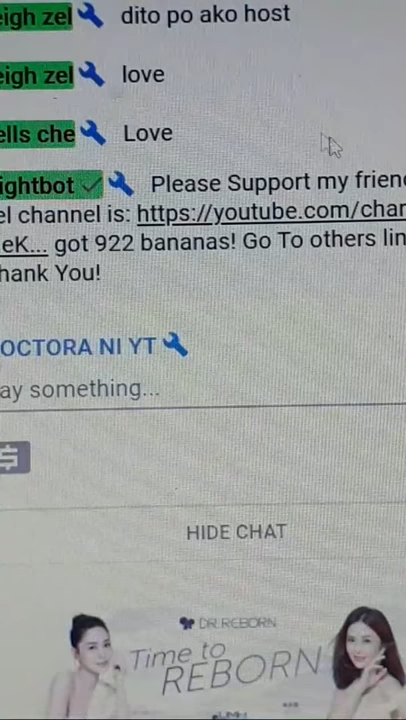 eigh zel dito po ako host
eigh zel love
ells che Love
ightbot Please Support my frien
el channel is: https://youtube.com/char
eK... got 922 bananas! Go To others lin
hank You!
OCTORA NI YT
ay something...
$
HIDE CHAT
DR.REBORN
Time to
REBORN